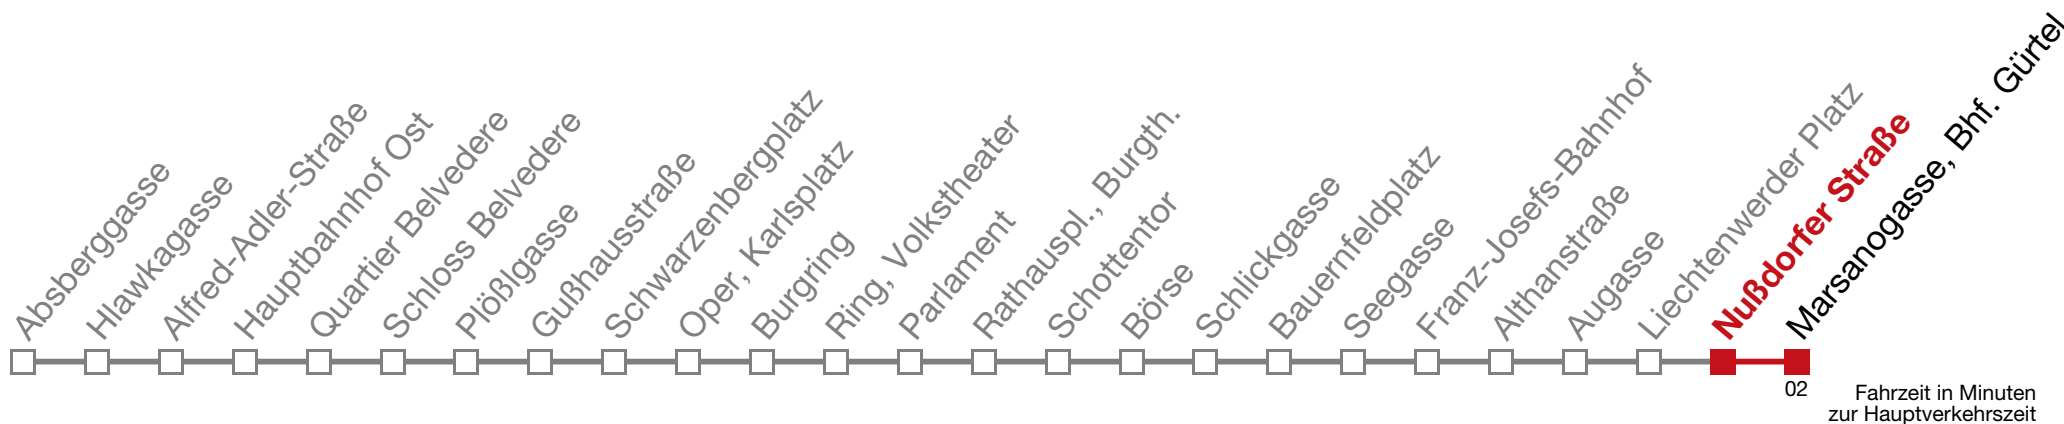 Absberggasse
Hlawkagasse
Alfred-Adler-Straße
Hauptbahnhof Ost
Quartier Belvedere
Schloss Belvedere
Plößlgasse
Gußhausstraße
Schwarzenbergplatz
Oper, Karlsplatz
Burgring
Ring, Volkstheater
Parlament
Rathauspl., Burgth.
Schottentor
Börse
Schlickgasse
Bauernfeldplatz
Seegasse
Franz-Josefs-Bahnhof
Althanstraße
Augasse
Liechtenwerder Platz
Nußdorfer Straße
Marsanogasse, Bhf. Gürtel
02
Fahrzeit in Minuten
zur Hauptverkehrszeit